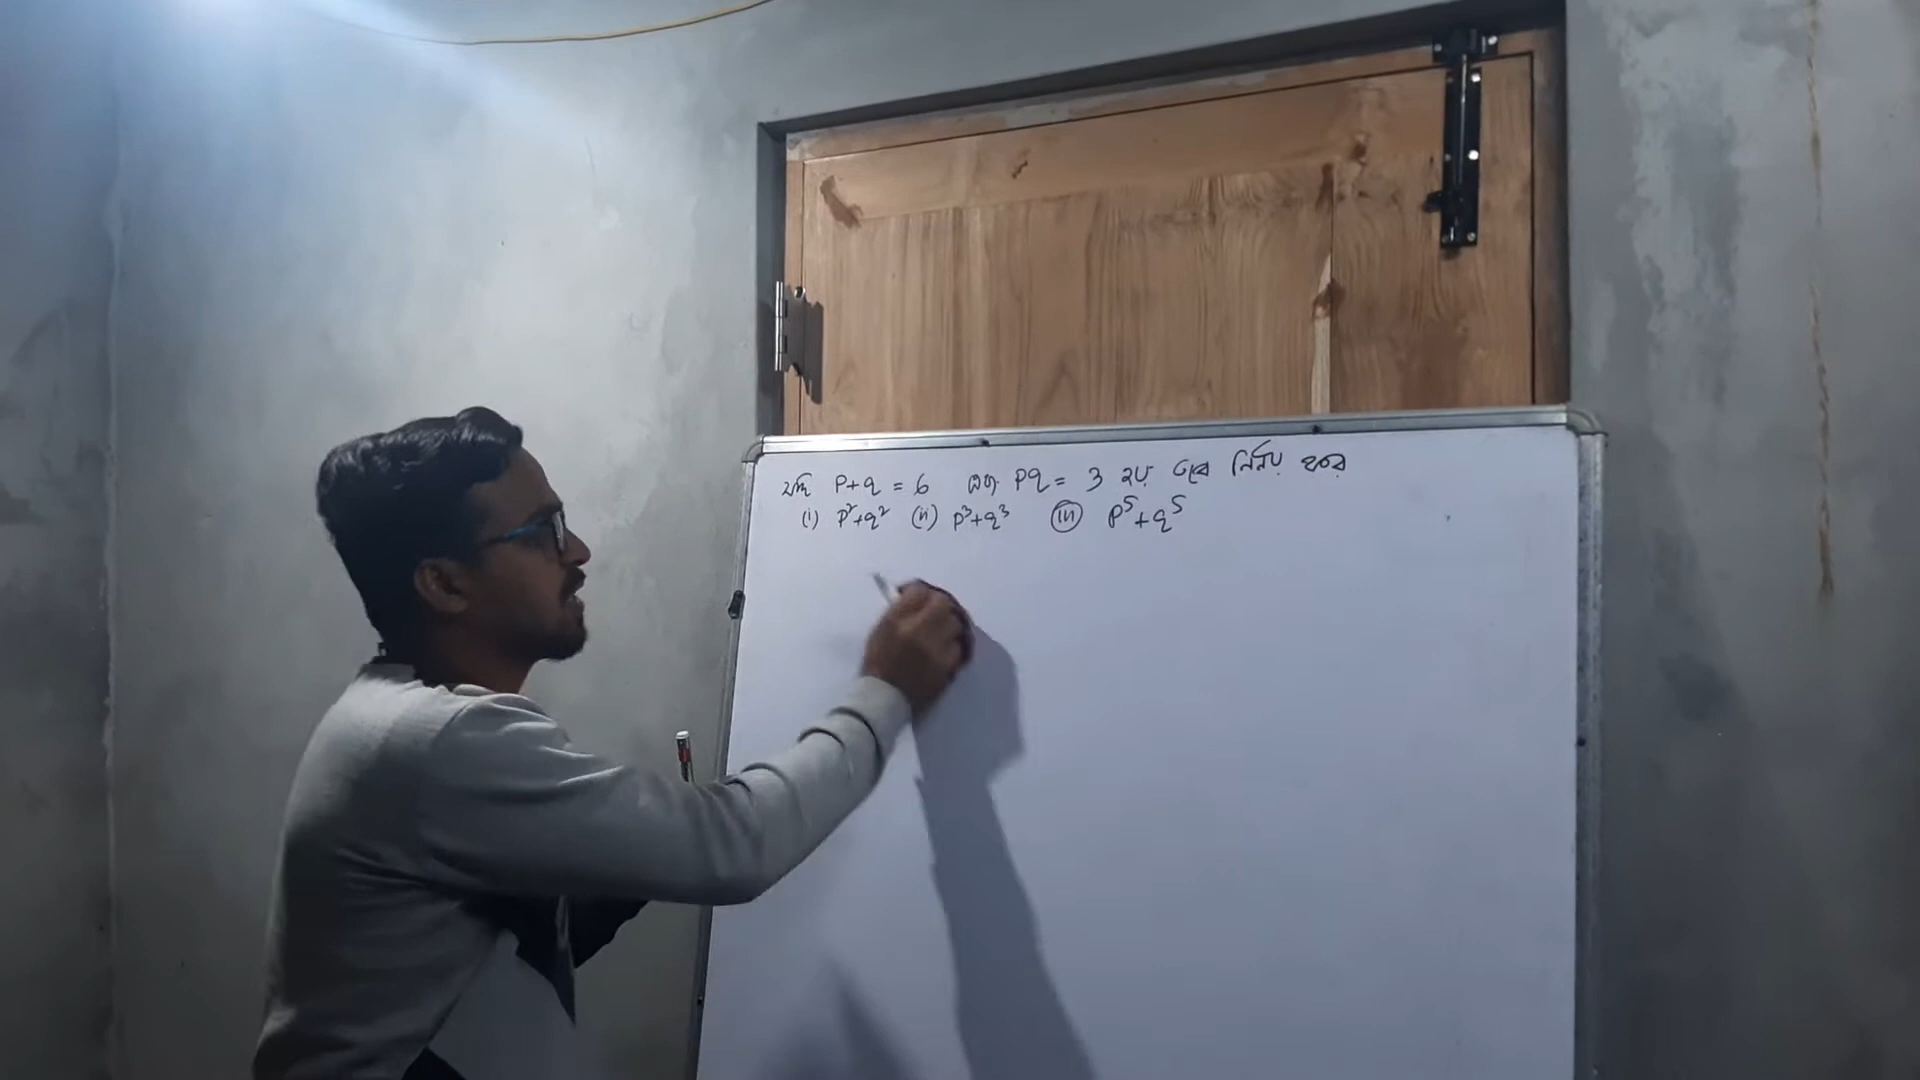 যদি P+q = 6 এবং Pq = 3 হয় তবে নির্ণয় কর
(i) p²+q² (ii) p³+q³ (iii) p⁵+q⁵